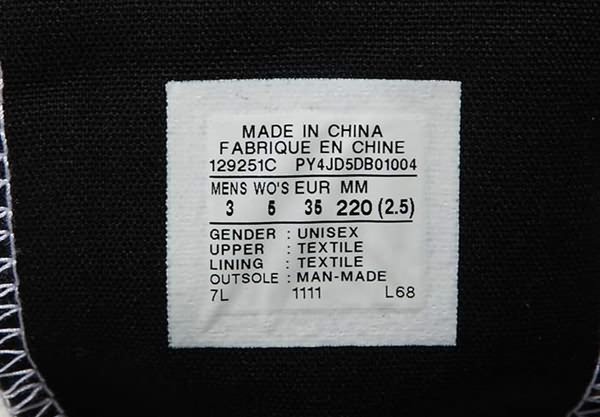 MADE IN CHINA
FABRIQUE EN CHINE
129251C PY4JD5DB01004
MENS WO'S EUR MM
3 5 35 220 (2.5)
GENDER : UNISEX
UPPER : TEXTILE
LINING : TEXTILE
OUTSOLE : MAN-MADE
7L 1111 L68